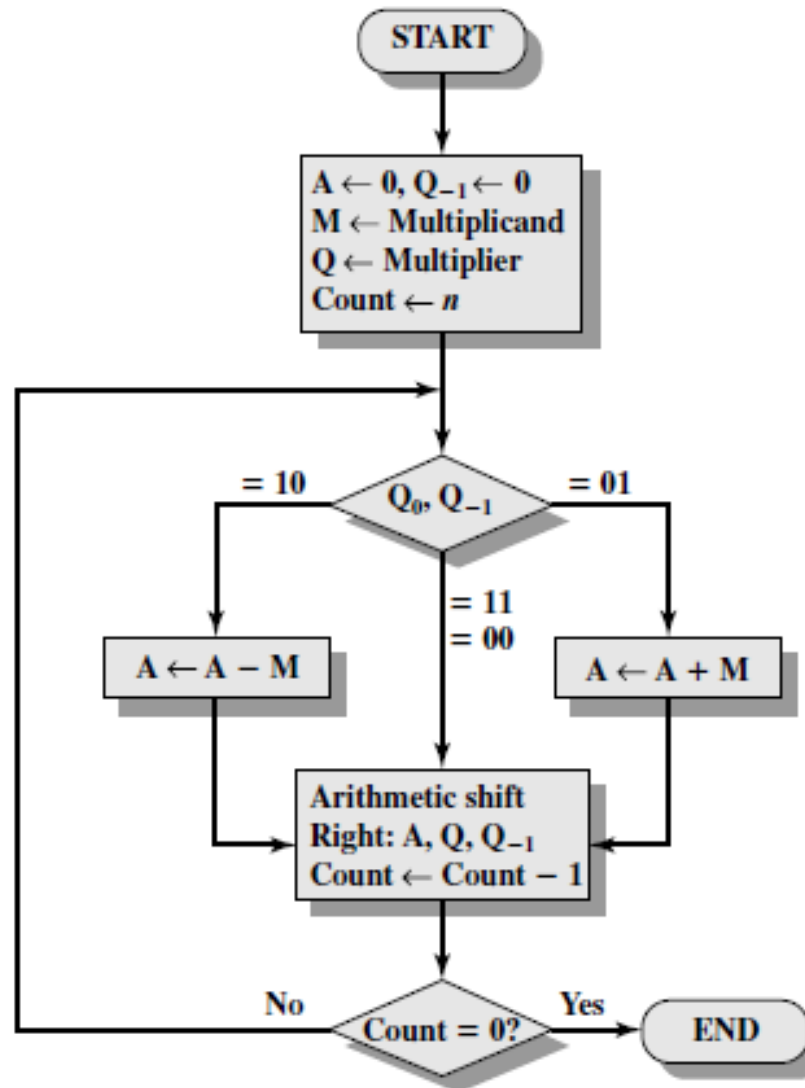 START
A ← 0, Q₋₁ ← 0
M ← Multiplicand
Q ← Multiplier
Count ← n
= 10
Q₀, Q₋₁
= 01
= 11
= 00
A ← A − M
A ← A + M
Arithmetic shift
Right: A, Q, Q₋₁
Count ← Count − 1
No
Count = 0?
Yes
END